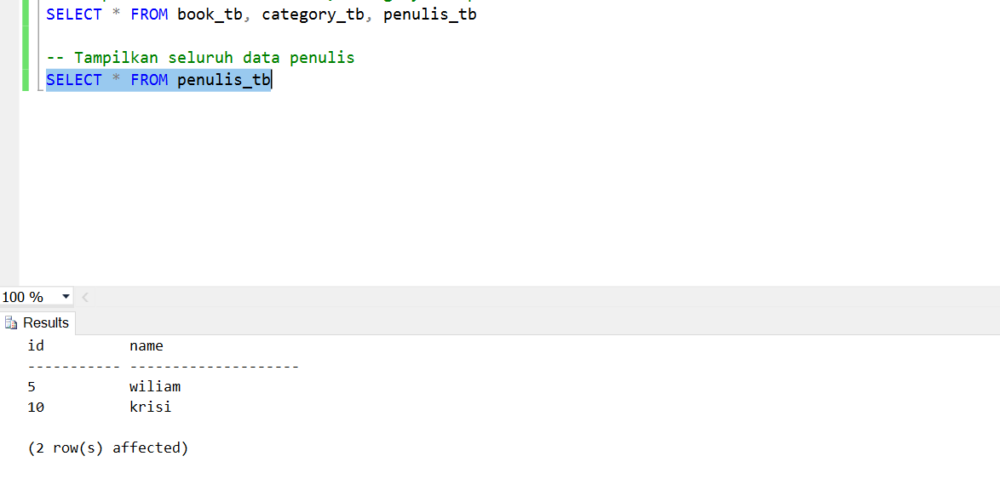 SELECT * FROM book_tb, category_tb, penulis_tb
-- Tampilkan seluruh data penulis
SELECT * FROM penulis_tb
100 %
Results
id name
----------- --------------------
5 wiliam
10 krisi
(2 row(s) affected)